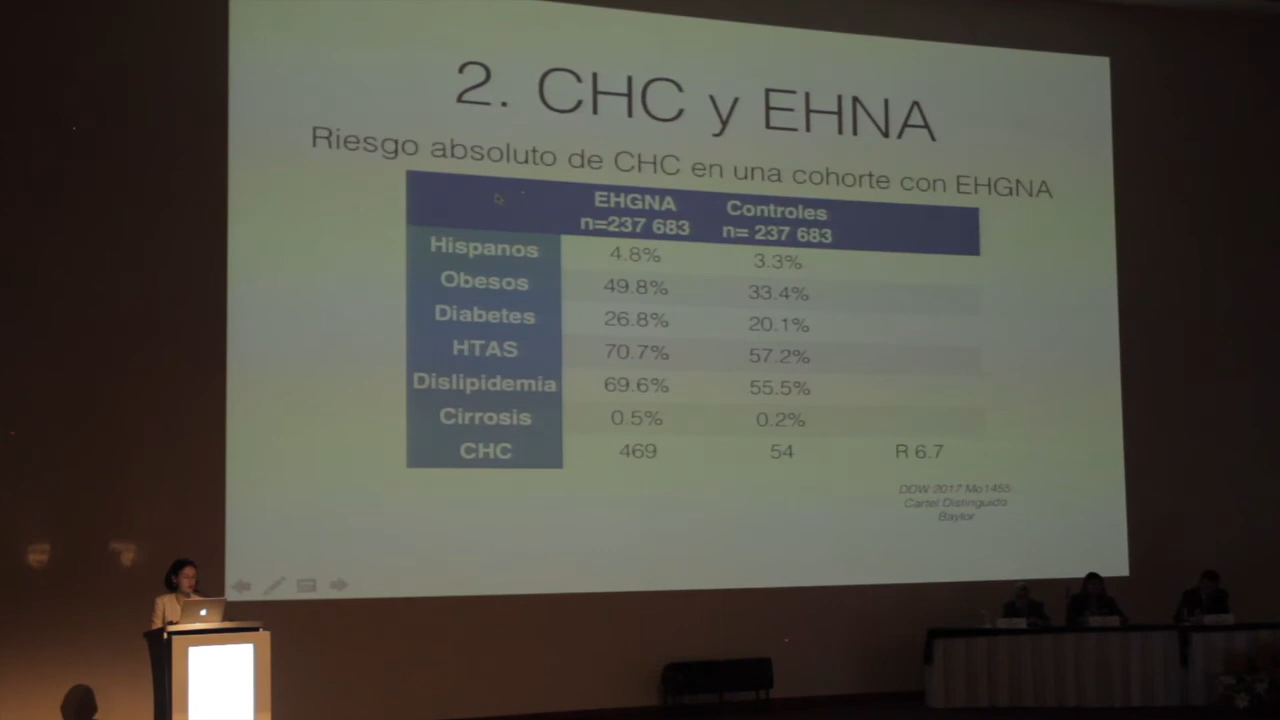 2. CHC y EHNA
Riesgo absoluto de CHC en una cohorte con EHGNA
EHGNA Controles
n=237 683 n= 237 683
Hispanos 4.8% 3.3%
Obesos 49.8% 33.4%
Diabetes 26.8% 20.1%
HTAS 70.7% 57.2%
Dislipidemia 69.6% 55.5%
Cirrosis 0.5% 0.2%
CHC 469 54 R 6.7
DDW 2017 Mo1455
Cartel Distinguido
Baylor